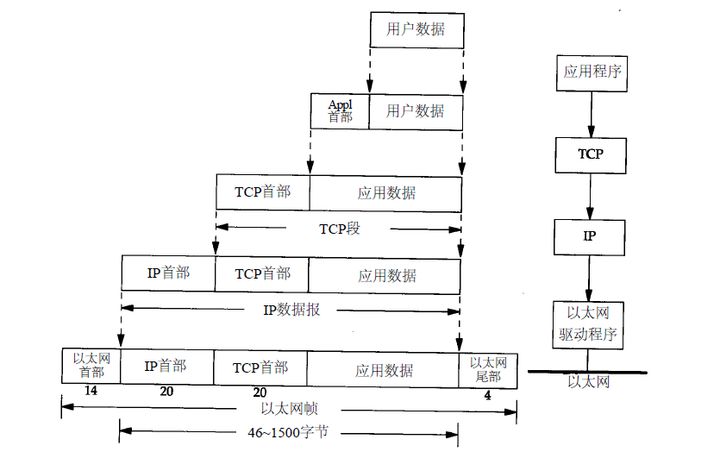 用户数据
应用程序
Appl
首部
用户数据
TCP
TCP首部
应用数据
TCP段
IP
IP首部
TCP首部
应用数据
IP数据报
以太网
驱动程序
以太网
首部
IP首部
TCP首部
应用数据
以太网
尾部
以太网
14
20
20
4
以太网帧
46~1500字节